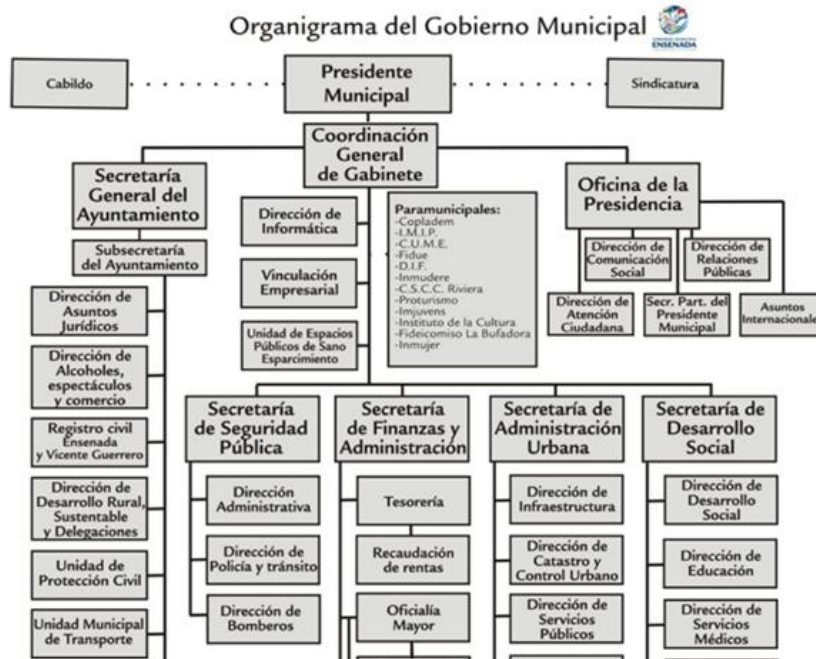 Organigrama del Gobierno Municipal
ENSENADA
Cabildo
Presidente
Municipal
Sindicatura
Coordinación
General
de Gabinete
Secretaría
General del
Ayuntamiento
Oficina de la
Presidencia
Subsecretaría
del Ayuntamiento
Dirección de
Informática
Vinculación
Empresarial
Unidad de Espacios
Públicos de Sano
Esparcimiento
Paramunicipales:
-Copladem
-I.M.I.P.
-C.U.M.E.
-Fidue
-D.I.F.
-Inmudere
-C.S.C.C. Riviera
-Proturismo
-Imjuvens
-Instituto de la Cultura
-Fideicomiso La Bufadora
-Inmujer
Dirección de
Comunicación
Social
Dirección de
Relaciones
Públicas
Dirección de
Atención
Ciudadana
Secr. Part. del
Presidente
Municipal
Asuntos
Internacionale
Dirección de
Asuntos
Jurídicos
Dirección de
Alcoholes,
espectáculos
y comercio
Registro civil
Ensenada
y Vicente Guerrero
Dirección de
Desarrollo Rural,
Sustentable
y Delegaciones
Unidad de
Protección Civil
Unidad Municipal
de Transporte
Secretaría
de Seguridad
Pública
Dirección
Administrativa
Dirección de
Policía y tránsito
Dirección de
Bomberos
Secretaría
de Finanzas y
Administración
Tesorería
Recaudación
de rentas
Oficialía
Mayor
Secretaría de
Administración
Urbana
Dirección de
Infraestructura
Dirección de
Catastro y
Control Urbano
Dirección de
Servicios
Públicos
Secretaría de
Desarrollo
Social
Dirección de
Desarrollo
Social
Dirección de
Educación
Dirección de
Servicios
Médicos